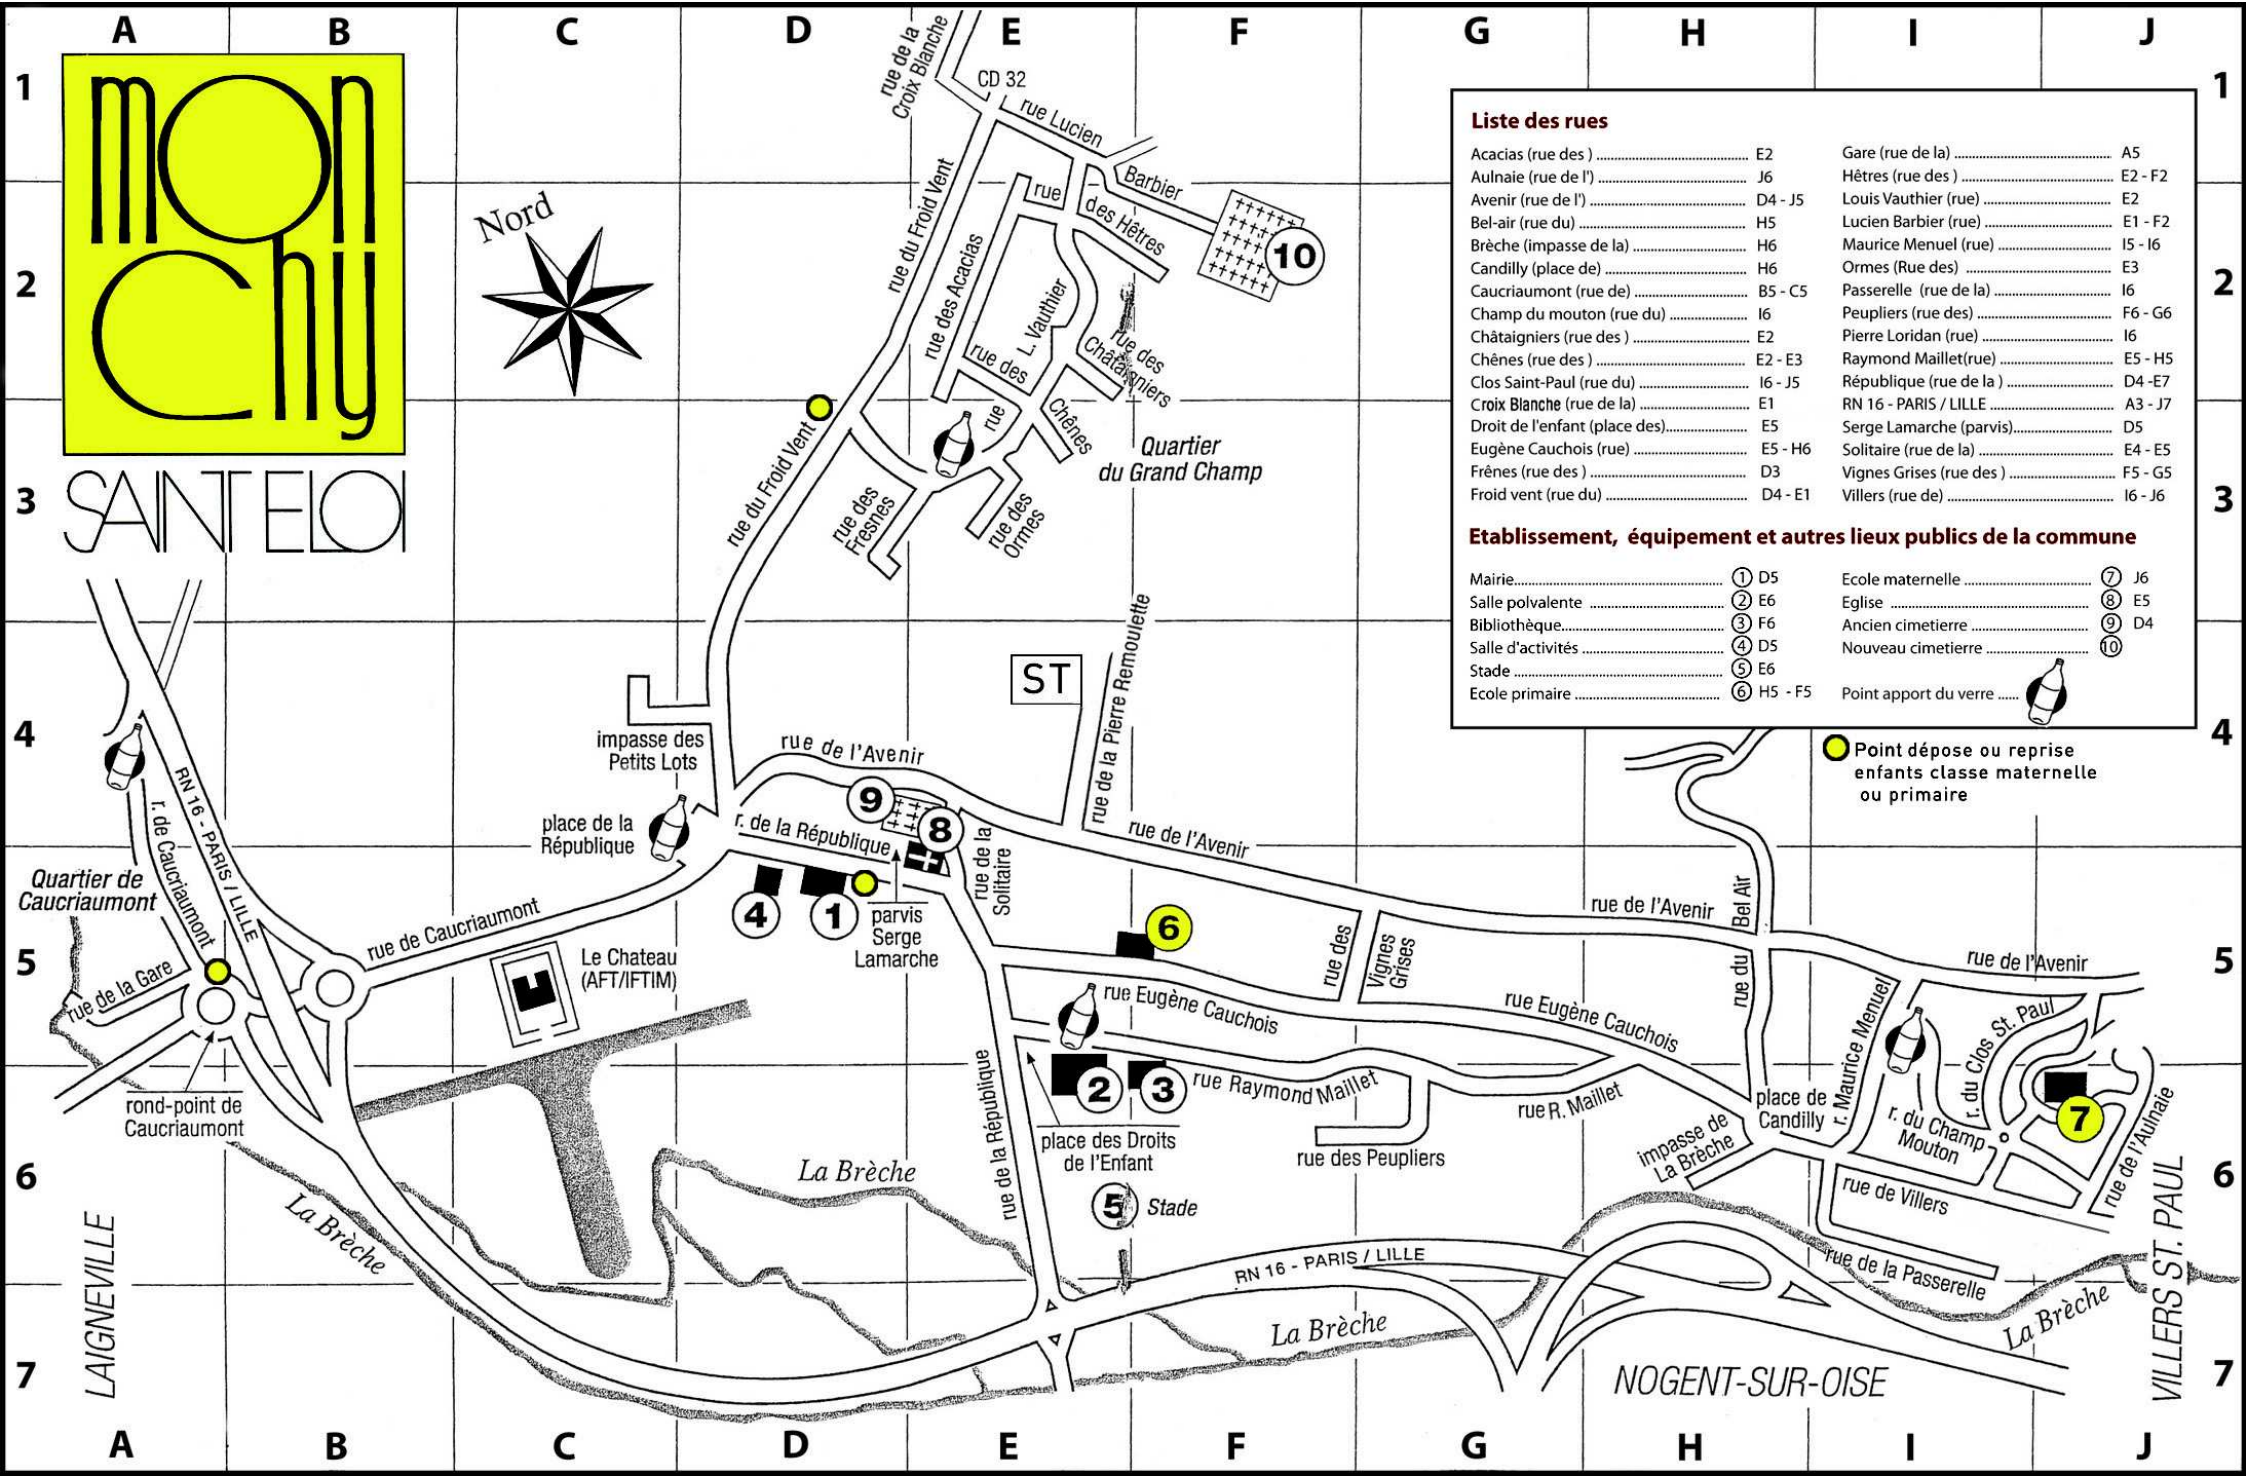 A B C D E F G H I J
1
1
mon
chy
SAINT ELOI
2
2
3
3
4
4
5
5
6
6
7
7
A B C D E F G H I J
Nord
rue de la
Croix Blanche
CD 32
rue Lucien
Barbier
rue
des Hêtres
10
rue du Froid Vent
rue des Acacias
L. Vauthier
rue des
Châtaigniers
rue des
Chênes
rue
Quartier
du Grand Champ
rue du Froid Vent
rue des
Fresnes
rue des
Ormes
Liste des rues
Acacias (rue des ) E2
Aulnaie (rue de l') J6
Avenir (rue de l') D4 - J5
Bel-air (rue du) H5
Brèche (impasse de la) H6
Candilly (place de) H6
Caucriaumont (rue de) B5 - C5
Champ du mouton (rue du) I6
Châtaigniers (rue des ) E2
Chênes (rue des ) E2 - E3
Clos Saint-Paul (rue du) I6 - J5
Croix Blanche (rue de la) E1
Droit de l'enfant (place des) E5
Eugène Cauchois (rue) E5 - H6
Frênes (rue des ) D3
Froid vent (rue du) D4 - E1
Gare (rue de la) A5
Hêtres (rue des ) E2 - F2
Louis Vauthier (rue) E2
Lucien Barbier (rue) E1 - F2
Maurice Menuel (rue) I5 - I6
Ormes (Rue des) E3
Passerelle (rue de la) I6
Peupliers (rue des) F6 - G6
Pierre Loridan (rue) I6
Raymond Maillet(rue) E5 - H5
République (rue de la ) D4 -E7
RN 16 - PARIS / LILLE A3 - J7
Serge Lamarche (parvis) D5
Solitaire (rue de la) E4 - E5
Vignes Grises (rue des ) F5 - G5
Villers (rue de) I6 - J6
Etablissement, équipement et autres lieux publics de la commune
Mairie 1 D5
Salle polvalente 2 E6
Bibliothèque 3 F6
Salle d'activités 4 D5
Stade 5 E6
Ecole primaire 6 H5 - F5
Ecole maternelle 7 J6
Eglise 8 E5
Ancien cimetierre 9 D4
Nouveau cimetierre 10
Point apport du verre
Point dépose ou reprise
enfants classe maternelle
ou primaire
ST
rue de la Pierre Remoulette
impasse des
Petits Lots
rue de l'Avenir
9
8
place de la
République
r. de la République
rue de la
Solitaire
rue de l'Avenir
RN 16 - PARIS / LILLE
r. de Caucriaumont
Quartier de
Caucriaumont
rue de la Gare
rue de Caucriaumont
Le Chateau
(AFT/IFTIM)
4
1
parvis
Serge
Lamarche
6
rue des
Vignes
Grises
rue de l'Avenir
Bel Air
rue du
rue de l'Avenir
rue Eugène Cauchois
rue Eugène Cauchois
r. Maurice Menuel
r. du Clos St. Paul
rond-point de
Caucriaumont
rue de la République
2
3
rue Raymond Maillet
rue R. Maillet
place des Droits
de l'Enfant
rue des Peupliers
place de
Candilly
impasse de
La Brèche
r. du Champ
Mouton
7
rue de l'Aulnaie
La Brèche
La Brèche
5
Stade
rue de Villers
rue de la Passerelle
RN 16 - PARIS / LILLE
La Brèche
La Brèche
LAIGNEVILLE
NOGENT-SUR-OISE
VILLERS ST. PAUL